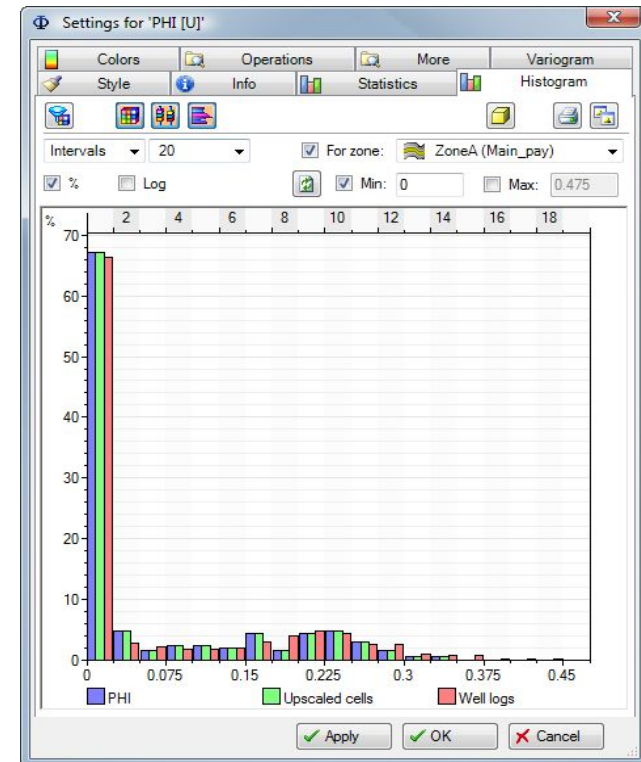 Φ Settings for 'PHI [U]'
Colors Operations More Variogram
Style Info Statistics Histogram
Intervals 20 For zone: ZoneA (Main_pay)
% Log Min: 0 Max: 0.475
% 2 4 6 8 10 12 14 16 18
70
60
50
40
30
20
10
0
0 0.075 0.15 0.225 0.3 0.375 0.45
PHI Upscaled cells Well logs
Apply OK Cancel